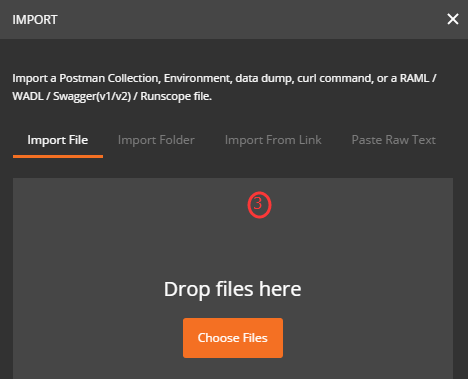 IMPORT
Import a Postman Collection, Environment, data dump, curl command, or a RAML /
WADL / Swagger(v1/v2) / Runscope file.
Import File Import Folder Import From Link Paste Raw Text
3
Drop files here
Choose Files